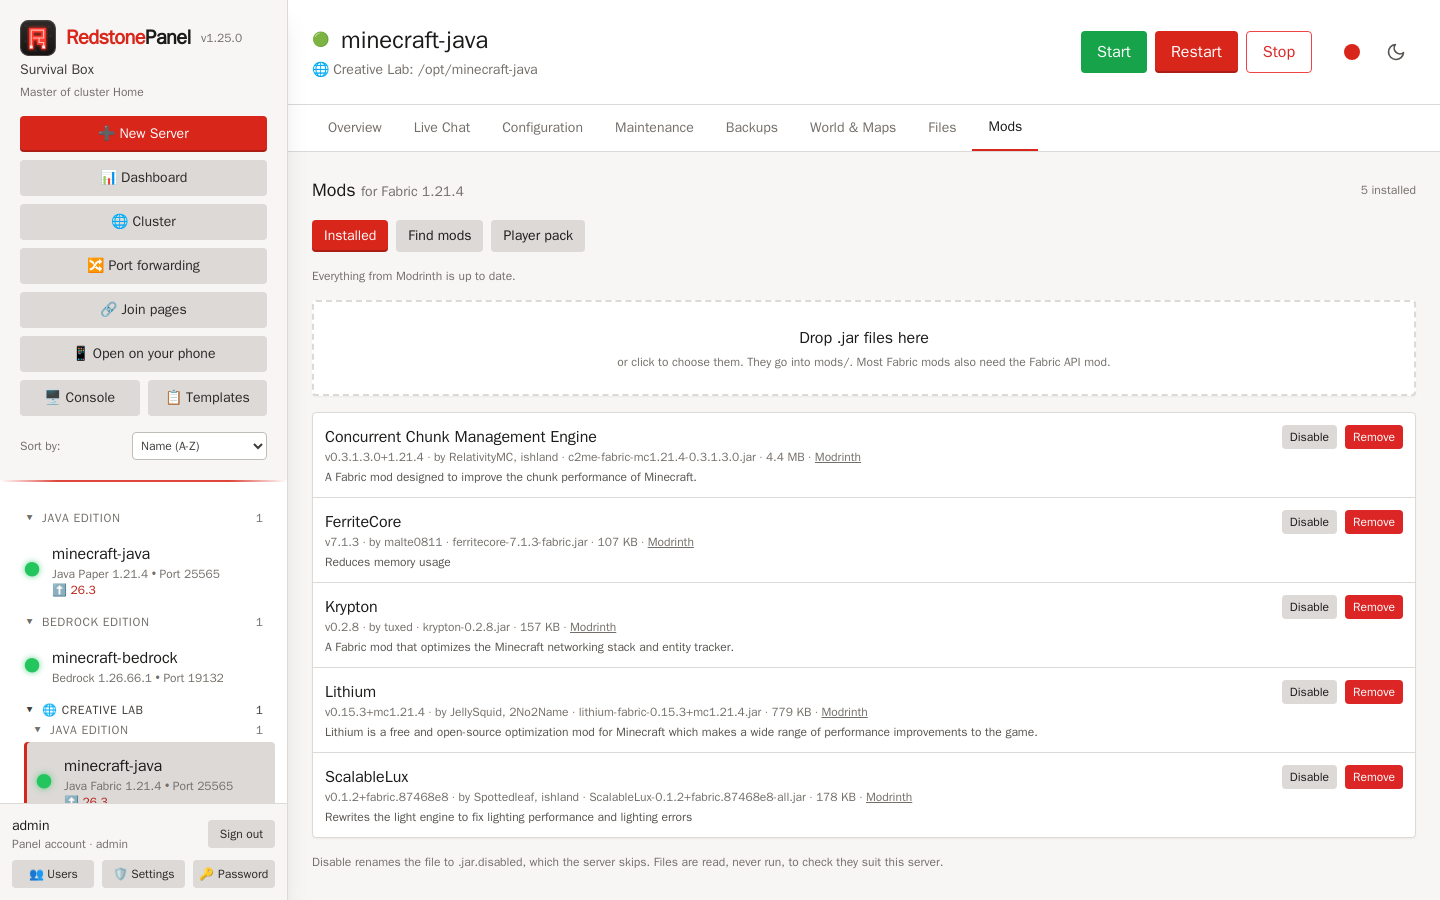 RedstonePanel v1.25.0
Survival Box
Master of cluster Home
➕ New Server
📊 Dashboard
🌐 Cluster
🔀 Port forwarding
🔗 Join pages
📱 Open on your phone
🖥️ Console
📋 Templates
Sort by:
Name (A-Z)
▼ JAVA EDITION 1
minecraft-java
Java Paper 1.21.4 • Port 25565
⬆️ 26.3
▼ BEDROCK EDITION 1
minecraft-bedrock
Bedrock 1.26.66.1 • Port 19132
▼ 🌐 CREATIVE LAB 1
▼ JAVA EDITION 1
minecraft-java
Java Fabric 1.21.4 • Port 25565
⬆️ 26.3
admin
Panel account · admin
Sign out
👥 Users
🛡️ Settings
🔑 Password
minecraft-java
🌐 Creative Lab: /opt/minecraft-java
Start
Restart
Stop
Overview
Live Chat
Configuration
Maintenance
Backups
World & Maps
Files
Mods
Mods for Fabric 1.21.4
5 installed
Installed
Find mods
Player pack
Everything from Modrinth is up to date.
Drop .jar files here
or click to choose them. They go into mods/. Most Fabric mods also need the Fabric API mod.
Concurrent Chunk Management Engine
v0.3.1.3.0+1.21.4 · by RelativityMC, ishland · c2me-fabric-mc1.21.4-0.3.1.3.0.jar · 4.4 MB · Modrinth
A Fabric mod designed to improve the chunk performance of Minecraft.
Disable
Remove
FerriteCore
v7.1.3 · by malte0811 · ferritecore-7.1.3-fabric.jar · 107 KB · Modrinth
Reduces memory usage
Disable
Remove
Krypton
v0.2.8 · by tuxed · krypton-0.2.8.jar · 157 KB · Modrinth
A Fabric mod that optimizes the Minecraft networking stack and entity tracker.
Disable
Remove
Lithium
v0.15.3+mc1.21.4 · by JellySquid, 2No2Name · lithium-fabric-0.15.3+mc1.21.4.jar · 779 KB · Modrinth
Lithium is a free and open-source optimization mod for Minecraft which makes a wide range of performance improvements to the game.
Disable
Remove
ScalableLux
v0.1.2+fabric.87468e8 · by Spottedleaf, ishland · ScalableLux-0.1.2+fabric.87468e8-all.jar · 178 KB · Modrinth
Rewrites the light engine to fix lighting performance and lighting errors
Disable
Remove
Disable renames the file to .jar.disabled, which the server skips. Files are read, never run, to check they suit this server.